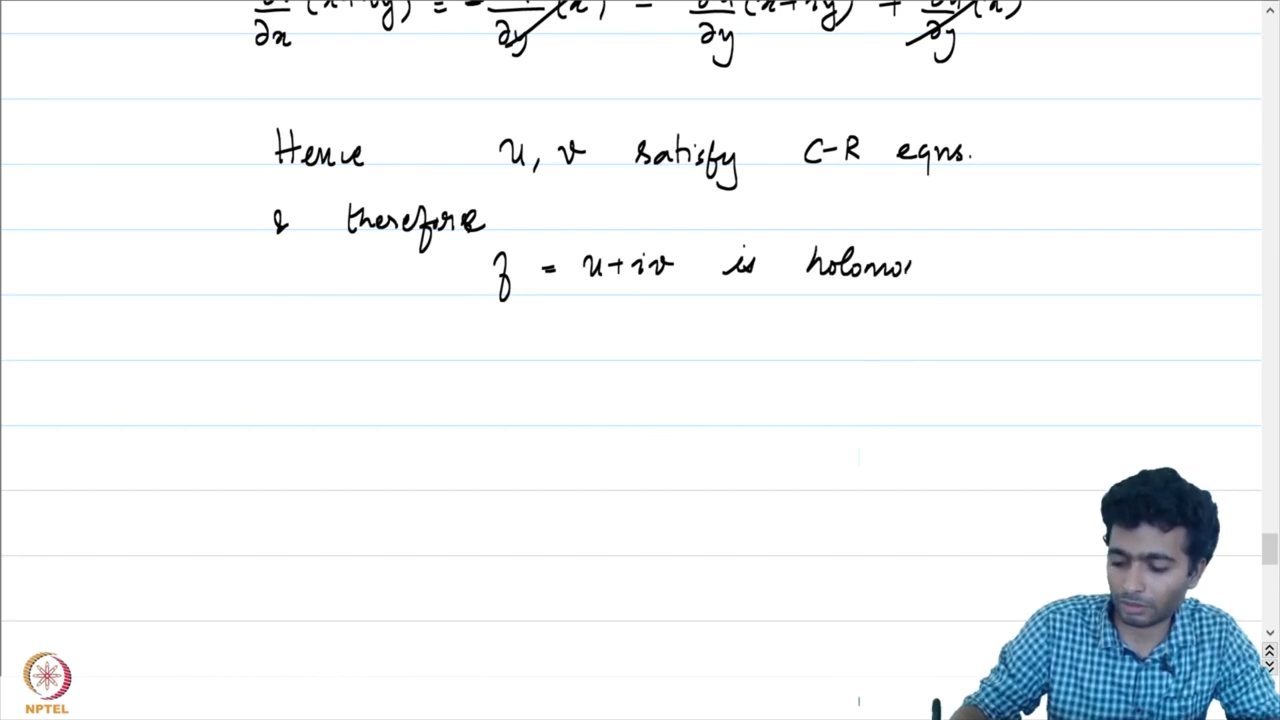 ∂x ∂y ∂y ∂y
Hence u, v satisfy C-R eqns.
& therefore
f = u+iv is holomo
NPTEL